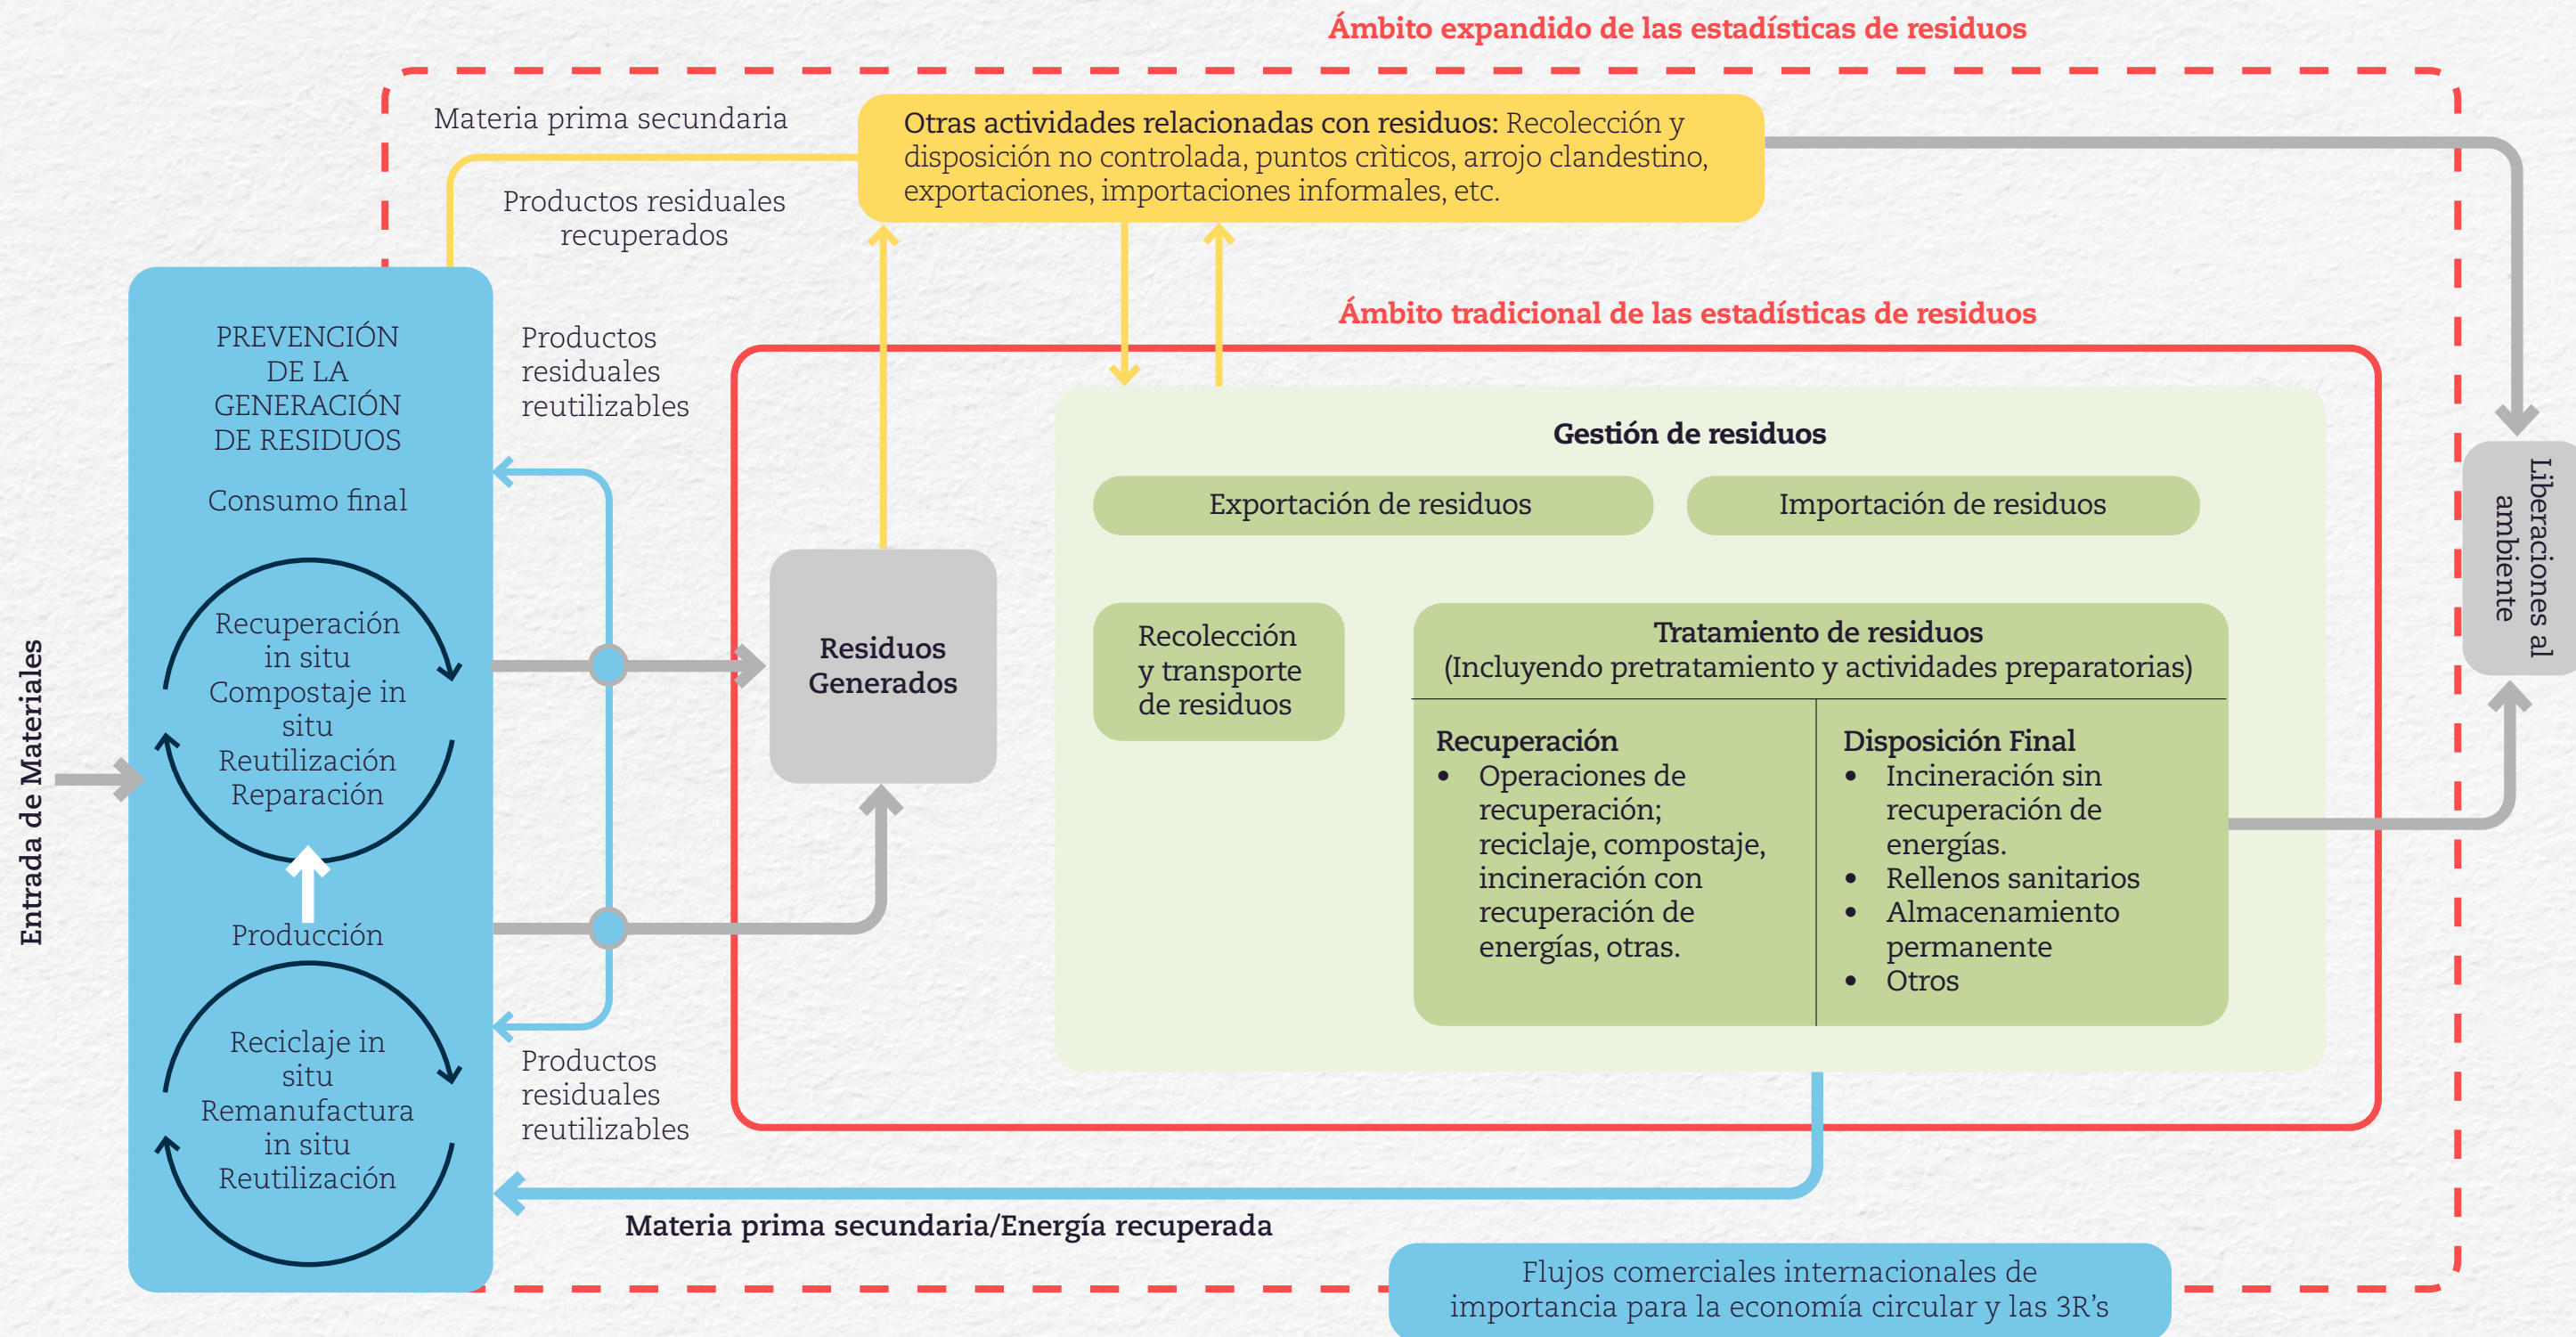 Ámbito expandido de las estadísticas de residuos
Materia prima secundaria
Productos residuales
recuperados
Otras actividades relacionadas con residuos: Recolección y
disposición no controlada, puntos crìticos, arrojo clandestino,
exportaciones, importaciones informales, etc.
Ámbito tradicional de las estadísticas de residuos
Entrada de Materiales
PREVENCIÓN
DE LA
GENERACIÓN
DE RESIDUOS
Consumo final
Recuperación
in situ
Compostaje in
situ
Reutilización
Reparación
Producción
Reciclaje in
situ
Remanufactura
in situ
Reutilización
Productos
residuales
reutilizables
Productos
residuales
reutilizables
Residuos
Generados
Gestión de residuos
Exportación de residuos
Importación de residuos
Recolección
y transporte
de residuos
Tratamiento de residuos
(Incluyendo pretratamiento y actividades preparatorias)
Recuperación
• Operaciones de
recuperación;
reciclaje, compostaje,
incineración con
recuperación de
energías, otras.
Disposición Final
• Incineración sin
recuperación de
energías.
• Rellenos sanitarios
• Almacenamiento
permanente
• Otros
Liberaciones al
ambiente
Materia prima secundaria/Energía recuperada
Flujos comerciales internacionales de
importancia para la economía circular y las 3R’s